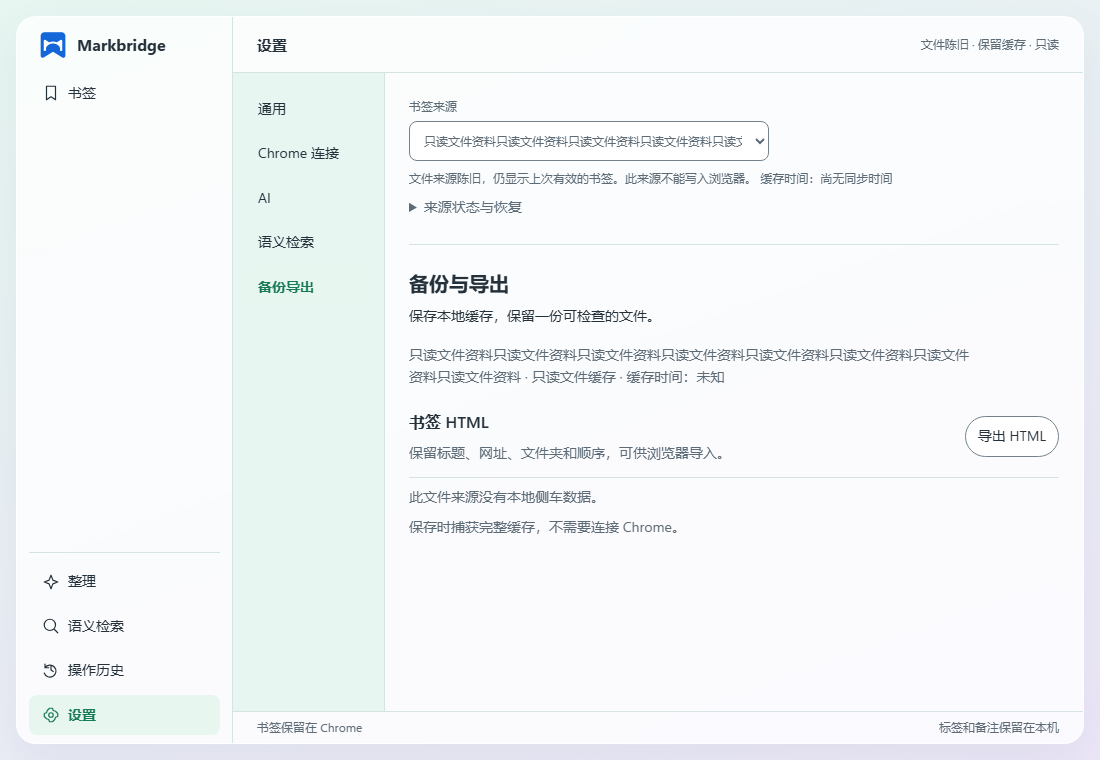 Markbridge
书签
整理
语义检索
操作历史
设置
设置
文件陈旧 · 保留缓存 · 只读
通用
Chrome 连接
AI
语义检索
备份导出
书签来源
只读文件资料只读文件资料只读文件资料只读文件资料只读文
文件来源陈旧，仍显示上次有效的书签。此来源不能写入浏览器。 缓存时间：尚无同步时间
来源状态与恢复
备份与导出
保存本地缓存，保留一份可检查的文件。
只读文件资料只读文件资料只读文件资料只读文件资料只读文件资料只读文件资料只读文件
资料只读文件资料 · 只读文件缓存 · 缓存时间：未知
书签 HTML
保留标题、网址、文件夹和顺序，可供浏览器导入。
导出 HTML
此文件来源没有本地侧车数据。
保存时捕获完整缓存，不需要连接 Chrome。
书签保留在 Chrome
标签和备注保留在本机